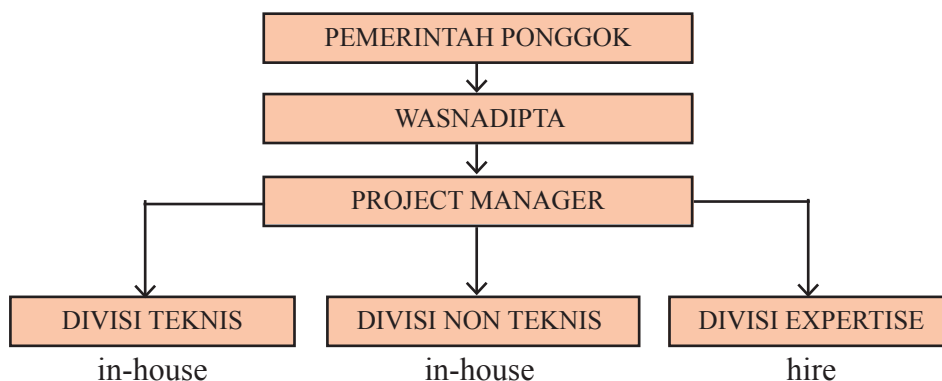 PEMERINTAH PONGGOK
WASNADIPTA
PROJECT MANAGER
DIVISI TEKNIS
DIVISI NON TEKNIS
DIVISI EXPERTISE
in-house
in-house
hire